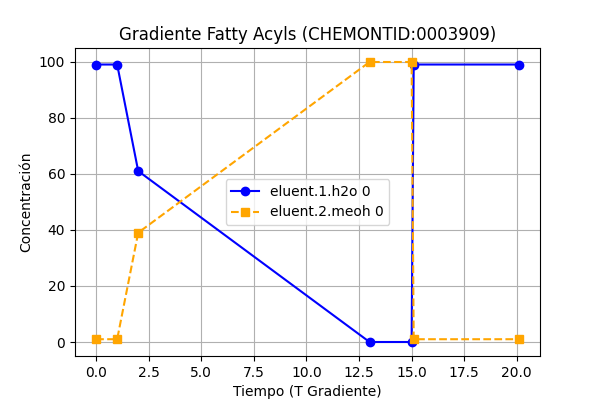 Gradiente Fatty Acyls (CHEMONTID:0003909)
100
80
60
40
20
0
Concentración
eluent.1.h2o 0
eluent.2.meoh 0
0.0 2.5 5.0 7.5 10.0 12.5 15.0 17.5 20.0
Tiempo (T Gradiente)